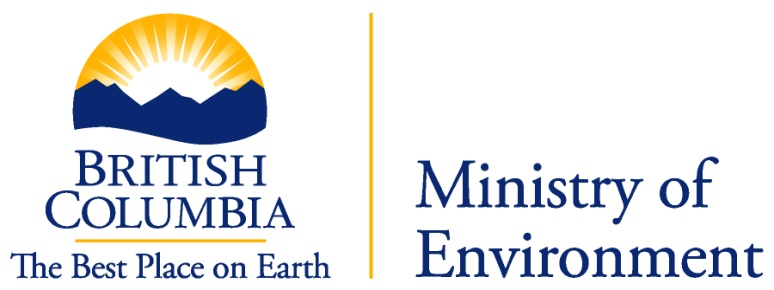 BRITISH
COLUMBIA
The Best Place on Earth
Ministry of
Environment